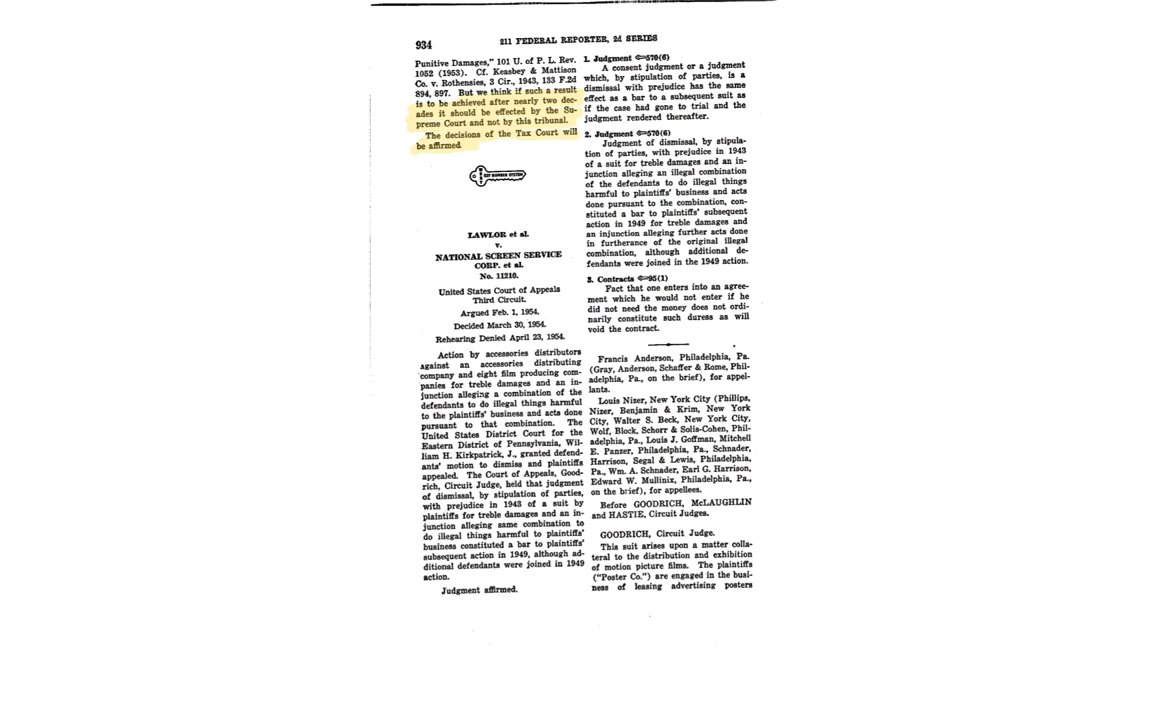 934
211 FEDERAL REPORTER, 2d SERIES
Punitive Damages," 101 U. of P. L. Rev.
1052 (1953). Cf. Keasbey & Mattison
Co. v. Rothensies, 3 Cir., 1943, 133 F.2d
894, 897. But we think if such a result
is to be achieved after nearly two dec-
ades it should be effected by the Su-
preme Court and not by this tribunal.
The decisions of the Tax Court will
be affirmed.
KEY NUMBER SYSTEM
LAWLOR et al.
v.
NATIONAL SCREEN SERVICE
CORP. et al.
No. 11210.
United States Court of Appeals
Third Circuit.
Argued Feb. 1, 1954.
Decided March 30, 1954.
Rehearing Denied April 23, 1954.
Action by accessories distributors
against an accessories distributing
company and eight film producing com-
panies for treble damages and an in-
junction alleging a combination of the
defendants to do illegal things harmful
to the plaintiffs' business and acts done
pursuant to that combination. The
United States District Court for the
Eastern District of Pennsylvania, Wil-
liam H. Kirkpatrick, J., granted defend-
ants' motion to dismiss and plaintiffs
appealed. The Court of Appeals, Good-
rich, Circuit Judge, held that judgment
of dismissal, by stipulation of parties,
with prejudice in 1943 of a suit by
plaintiffs for treble damages and an in-
junction alleging same combination to
do illegal things harmful to plaintiffs'
business constituted a bar to plaintiffs'
subsequent action in 1949, although ad-
ditional defendants were joined in 1949
action.
Judgment affirmed.
1. Judgment ⟜570(6)
A consent judgment or a judgment
which, by stipulation of parties, is a
dismissal with prejudice has the same
effect as a bar to a subsequent suit as
if the case had gone to trial and the
judgment rendered thereafter.
2. Judgment ⟜570(6)
Judgment of dismissal, by stipula-
tion of parties, with prejudice in 1943
of a suit for treble damages and an in-
junction alleging an illegal combination
of the defendants to do illegal things
harmful to plaintiffs' business and acts
done pursuant to the combination, con-
stituted a bar to plaintiffs' subsequent
action in 1949 for treble damages and
an injunction alleging further acts done
in furtherance of the original illegal
combination, although additional de-
fendants were joined in the 1949 action.
3. Contracts ⟜95(1)
Fact that one enters into an agree-
ment which he would not enter if he
did not need the money does not ordi-
narily constitute such duress as will
void the contract.
Francis Anderson, Philadelphia, Pa.
(Gray, Anderson, Schaffer & Rome, Phil-
adelphia, Pa., on the brief), for appel-
lants.
Louis Nizer, New York City (Phillips,
Nizer, Benjamin & Krim, New York
City, Walter S. Beck, New York City,
Wolf, Block, Schorr & Solis-Cohen, Phil-
adelphia, Pa., Louis J. Goffman, Mitchell
E. Panzer, Philadelphia, Pa., Schnader,
Harrison, Segal & Lewis, Philadelphia,
Pa., Wm. A. Schnader, Earl G. Harrison,
Edward W. Mullinix, Philadelphia, Pa.,
on the brief), for appellees.
Before GOODRICH, McLAUGHLIN
and HASTIE, Circuit Judges.
GOODRICH, Circuit Judge.
This suit arises upon a matter colla-
teral to the distribution and exhibition
of motion picture films. The plaintiffs
("Poster Co.") are engaged in the busi-
ness of leasing advertising posters